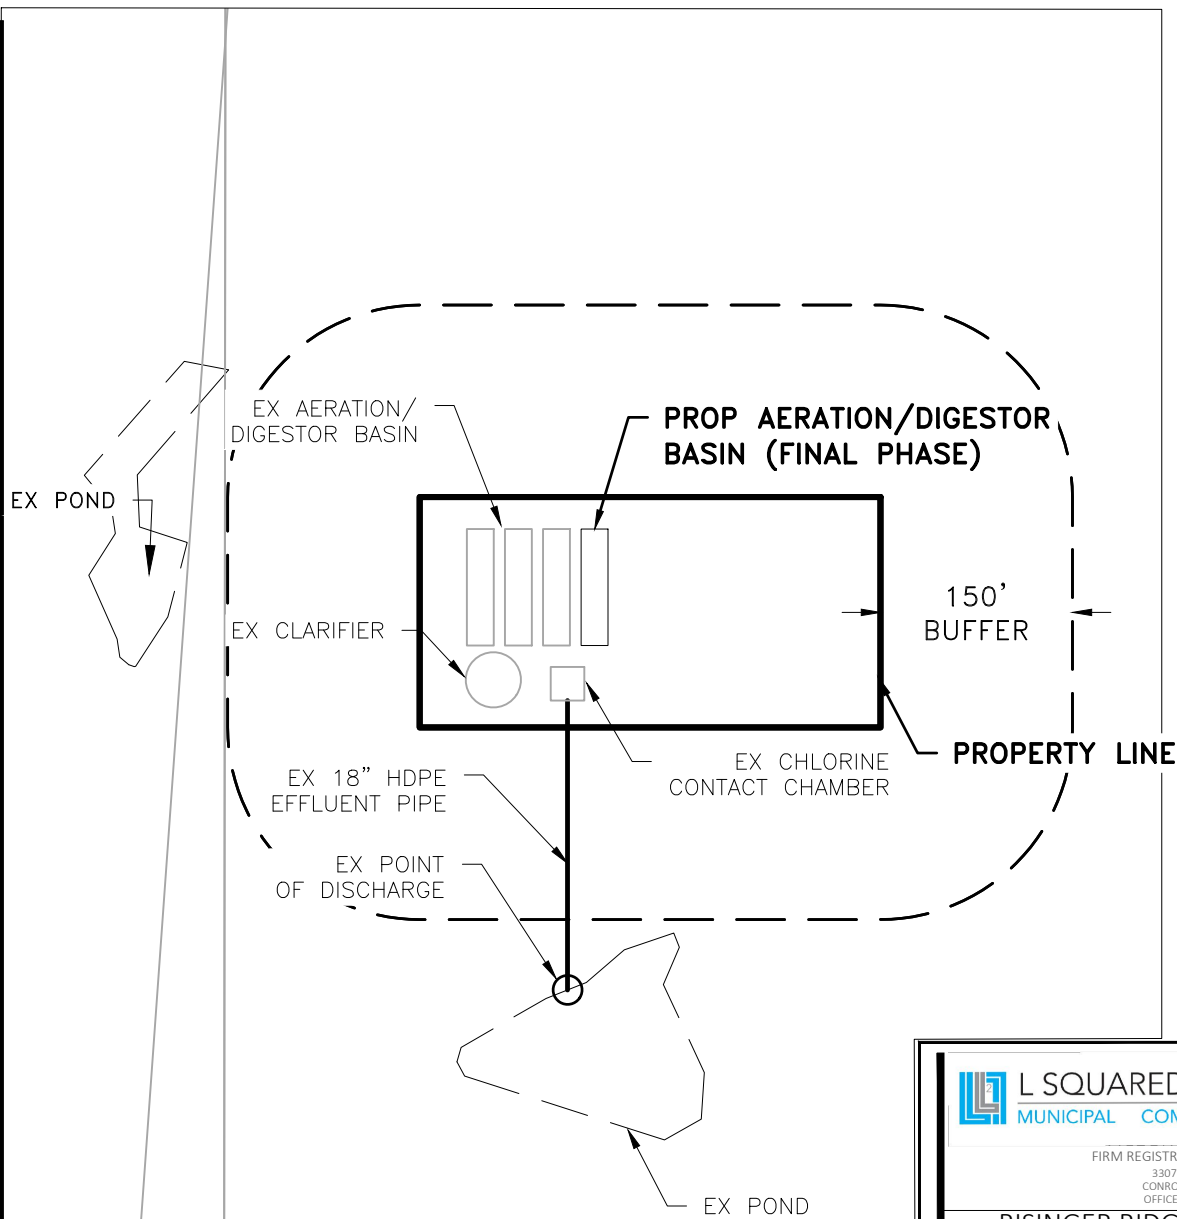 EX AERATION/
DIGESTOR BASIN
PROP AERATION/DIGESTOR
BASIN (FINAL PHASE)
EX POND
150'
BUFFER
EX CLARIFIER
PROPERTY LINE
EX CHLORINE
CONTACT CHAMBER
EX 18" HDPE
EFFLUENT PIPE
EX POINT
OF DISCHARGE
EX POND
L SQUARED
MUNICIPAL
FIRM
3307
OFFICE